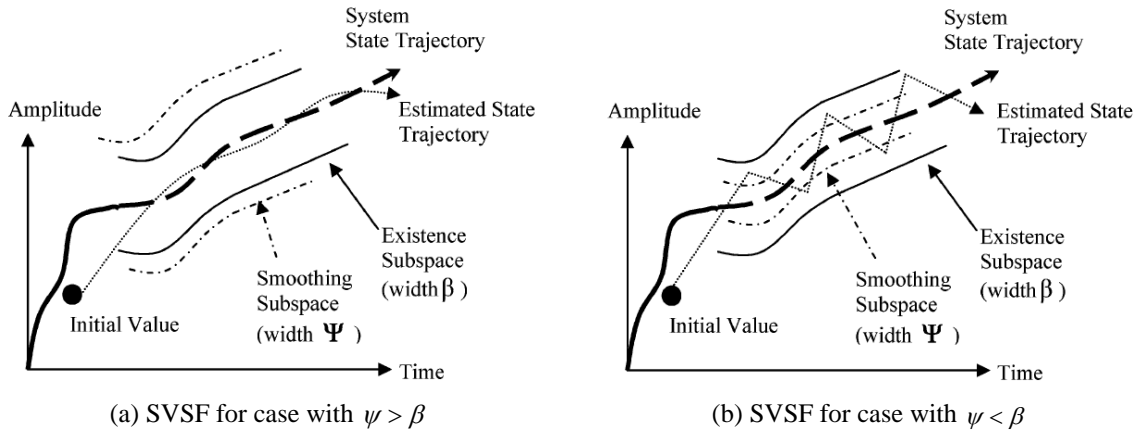 System
State Trajectory
Amplitude
Estimated State
Trajectory
Existence
Subspace
(width β )
Smoothing
Subspace
(width Ψ )
Initial Value
Time
(a) SVSF for case with ψ > β
System
State Trajectory
Amplitude
Estimated State
Trajectory
Existence
Subspace
(width β )
Smoothing
Subspace
(width Ψ )
Initial Value
Time
(b) SVSF for case with ψ < β